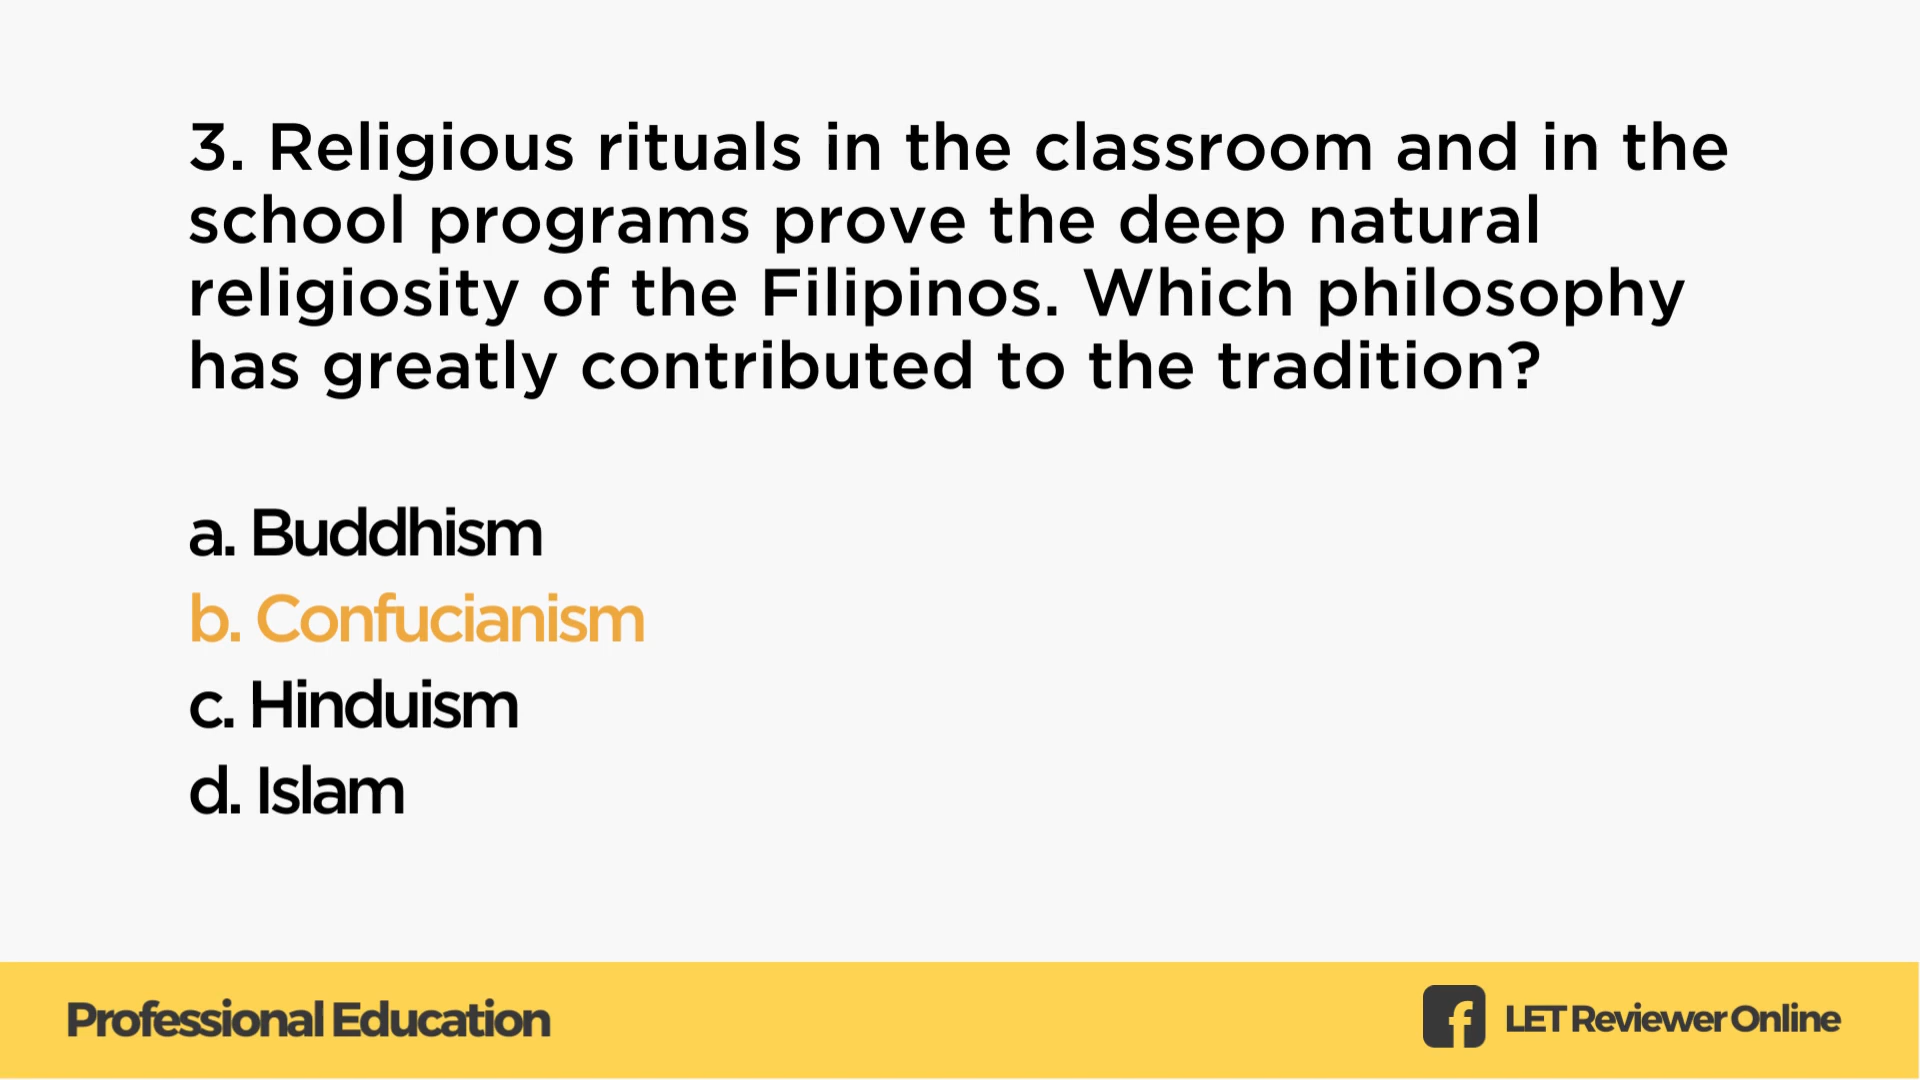 3. Religious rituals in the classroom and in the
school programs prove the deep natural
religiosity of the Filipinos. Which philosophy
has greatly contributed to the tradition?
a. Buddhism
b. Confucianism
c. Hinduism
d. Islam
Professional Education
LET Reviewer Online